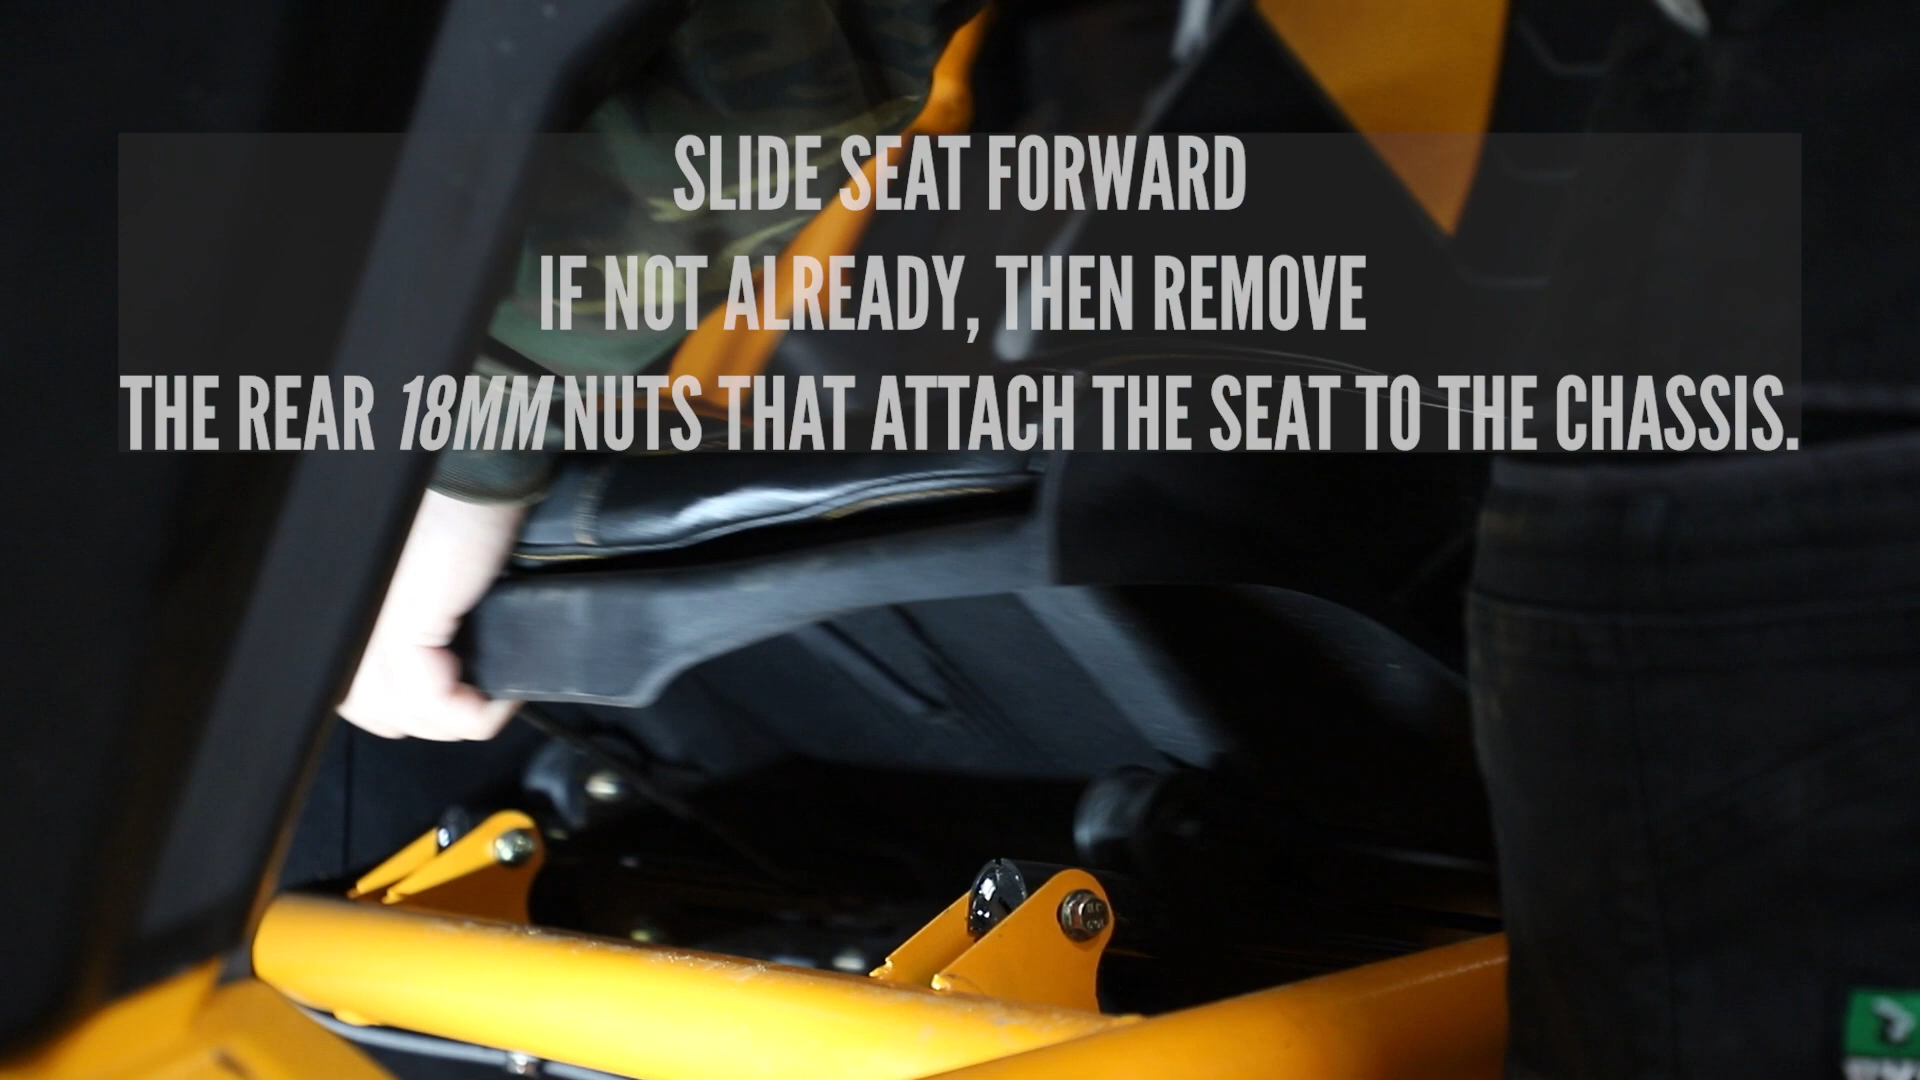 SLIDE SEAT FORWARD
IF NOT ALREADY, THEN REMOVE
THE REAR 18MM NUTS THAT ATTACH THE SEAT TO THE CHASSIS.